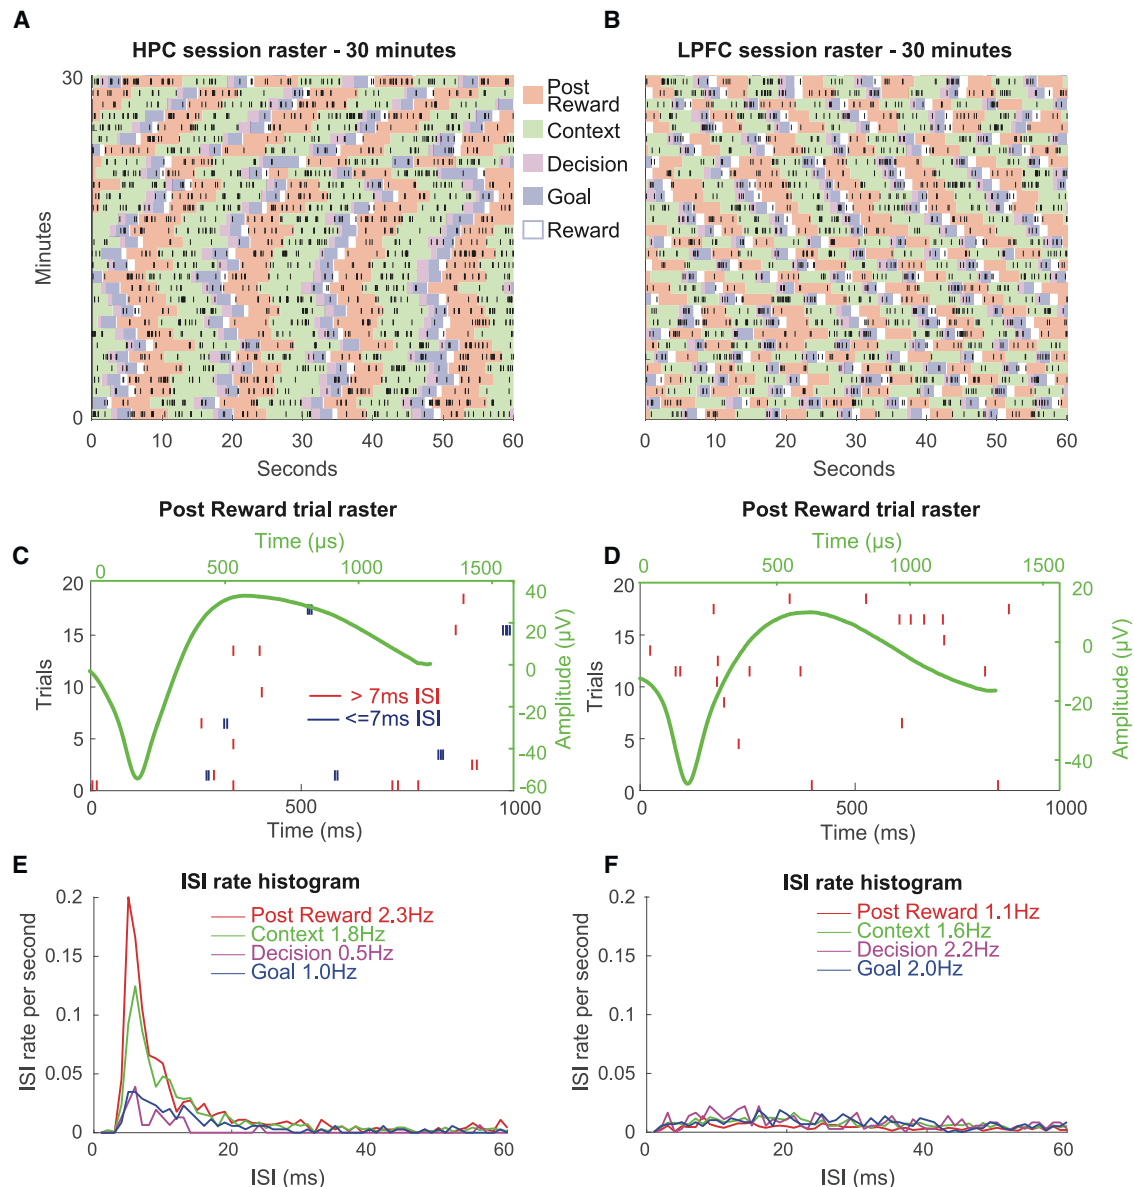 A
B
HPC session raster - 30 minutes
LPFC session raster - 30 minutes
30
Minutes
0
0 10 20 30 40 50 60
Seconds
Post
Reward
Context
Decision
Goal
Reward
0 10 20 30 40 50 60
Seconds
C
Post Reward trial raster
Time (µs)
0 500 1000 1500
20
15
10
5
0
Trials
> 7ms ISI
<=7ms ISI
40
20
0
-20
-40
-60
Amplitude (µV)
0 500 1000
Time (ms)
D
Post Reward trial raster
Time (µs)
0 500 1000 1500
20
15
10
5
0
Trials
20
0
-20
-40
Amplitude (µV)
0 500 1000
Time (ms)
E
ISI rate histogram
0.2
0.15
0.1
0.05
0
ISI rate per second
Post Reward 2.3Hz
Context 1.8Hz
Decision 0.5Hz
Goal 1.0Hz
0 20 40 60
ISI (ms)
F
ISI rate histogram
0.2
0.15
0.1
0.05
0
ISI rate per second
Post Reward 1.1Hz
Context 1.6Hz
Decision 2.2Hz
Goal 2.0Hz
0 20 40 60
ISI (ms)